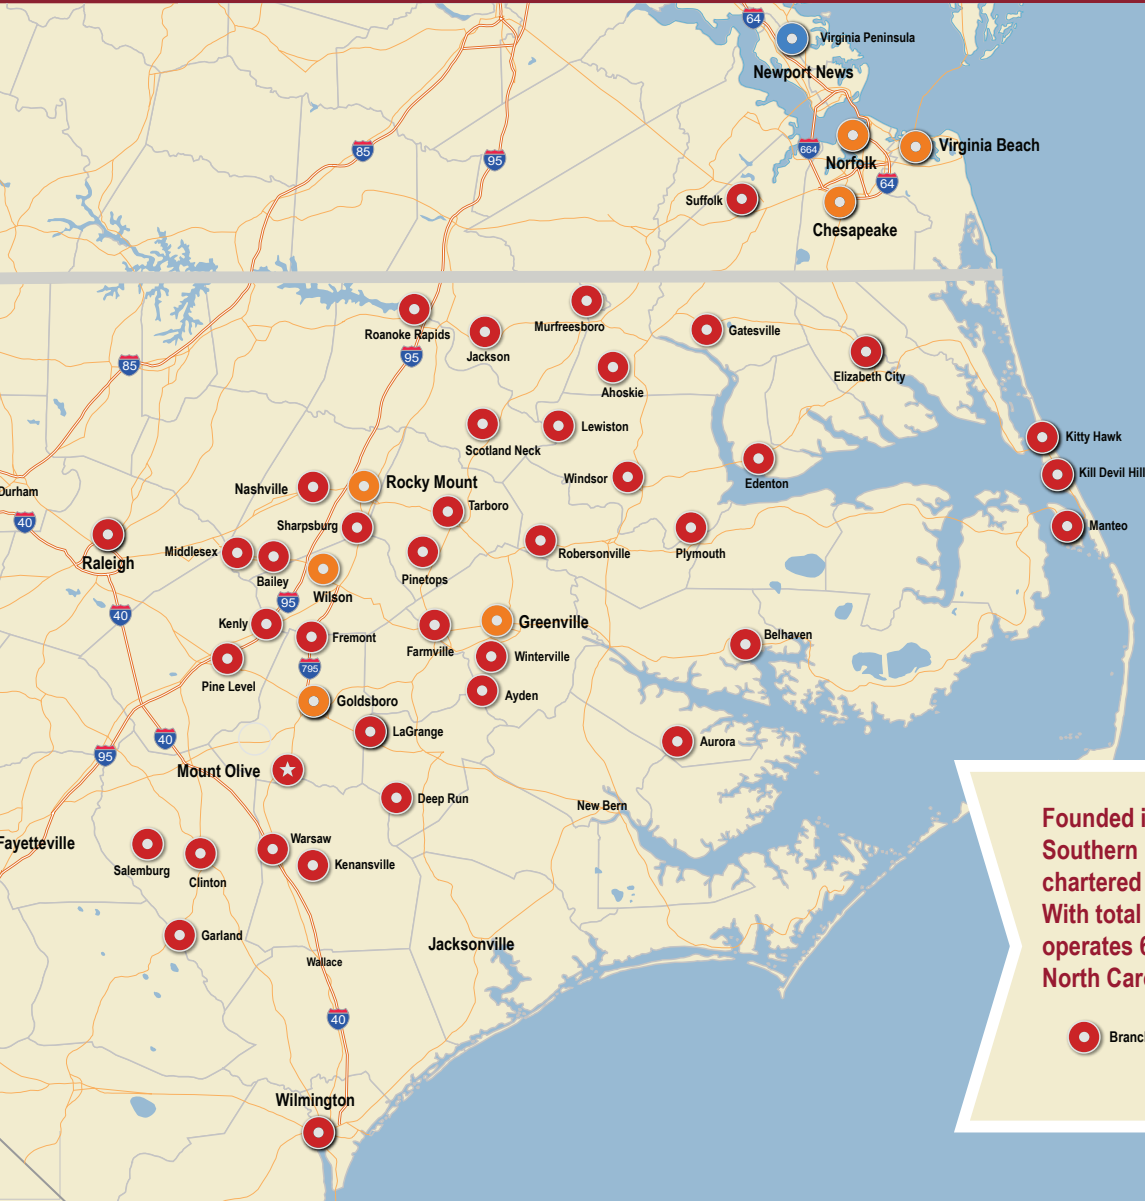 64
Virginia Peninsula
Newport News
85
95
664
Norfolk
Virginia Beach
64
Suffolk
Chesapeake
Roanoke Rapids
Murfreesboro
Gatesville
Jackson
95
85
Elizabeth City
Ahoskie
Scotland Neck
Lewiston
Kitty Hawk
Windsor
Edenton
Kill Devil Hill
Nashville
Rocky Mount
Durham
Tarboro
40
Sharpsburg
Manteo
Raleigh
Middlesex
Bailey
Robersonville
Plymouth
Pinetops
Wilson
95
40
Kenly
Fremont
Greenville
Farmville
Belhaven
Winterville
795
Pine Level
Ayden
Goldsboro
LaGrange
40
Aurora
95
Mount Olive
Deep Run
New Bern
Fayetteville
Warsaw
Salemburg
Clinton
Kenansville
Garland
Jacksonville
Wallace
40
Wilmington
Founded i
Southern
chartered
With total
operates 6
North Car
Branc